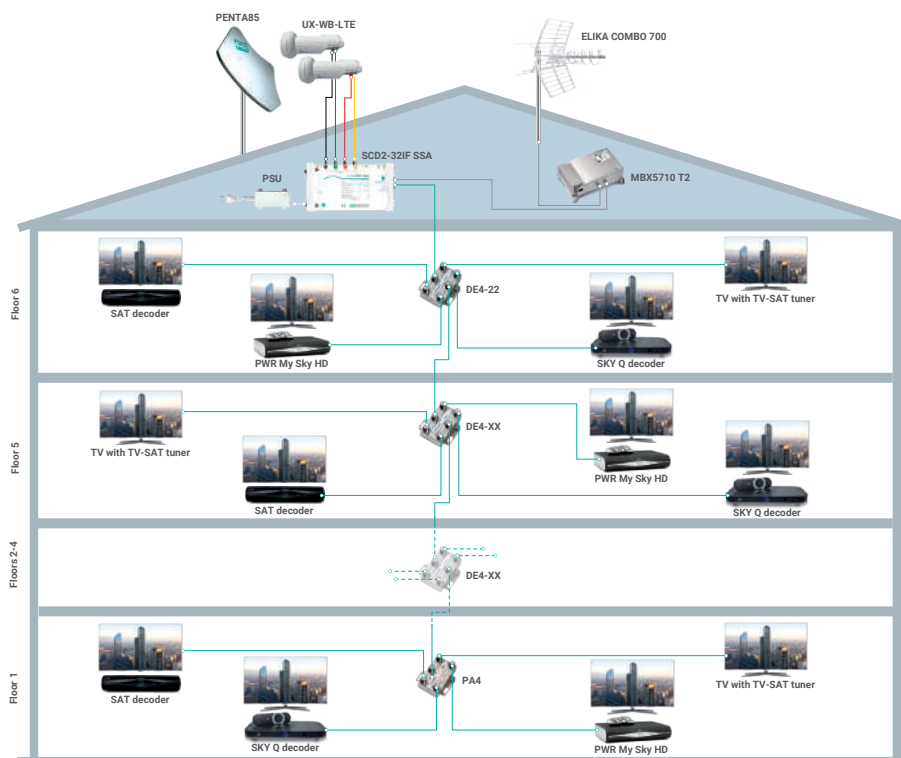 PENTA85
UX-WB-LTE
ELIKA COMBO 700
SCD2-32IF SSA
PSU
MBX5710 T2
Floor 6
SAT decoder
PWR My Sky HD
DE4-22
SKY Q decoder
TV with TV-SAT tuner
Floor 5
TV with TV-SAT tuner
SAT decoder
DE4-XX
PWR My Sky HD
SKY Q decoder
Floors 2-4
DE4-XX
Floor 1
SAT decoder
SKY Q decoder
PA4
PWR My Sky HD
TV with TV-SAT tuner